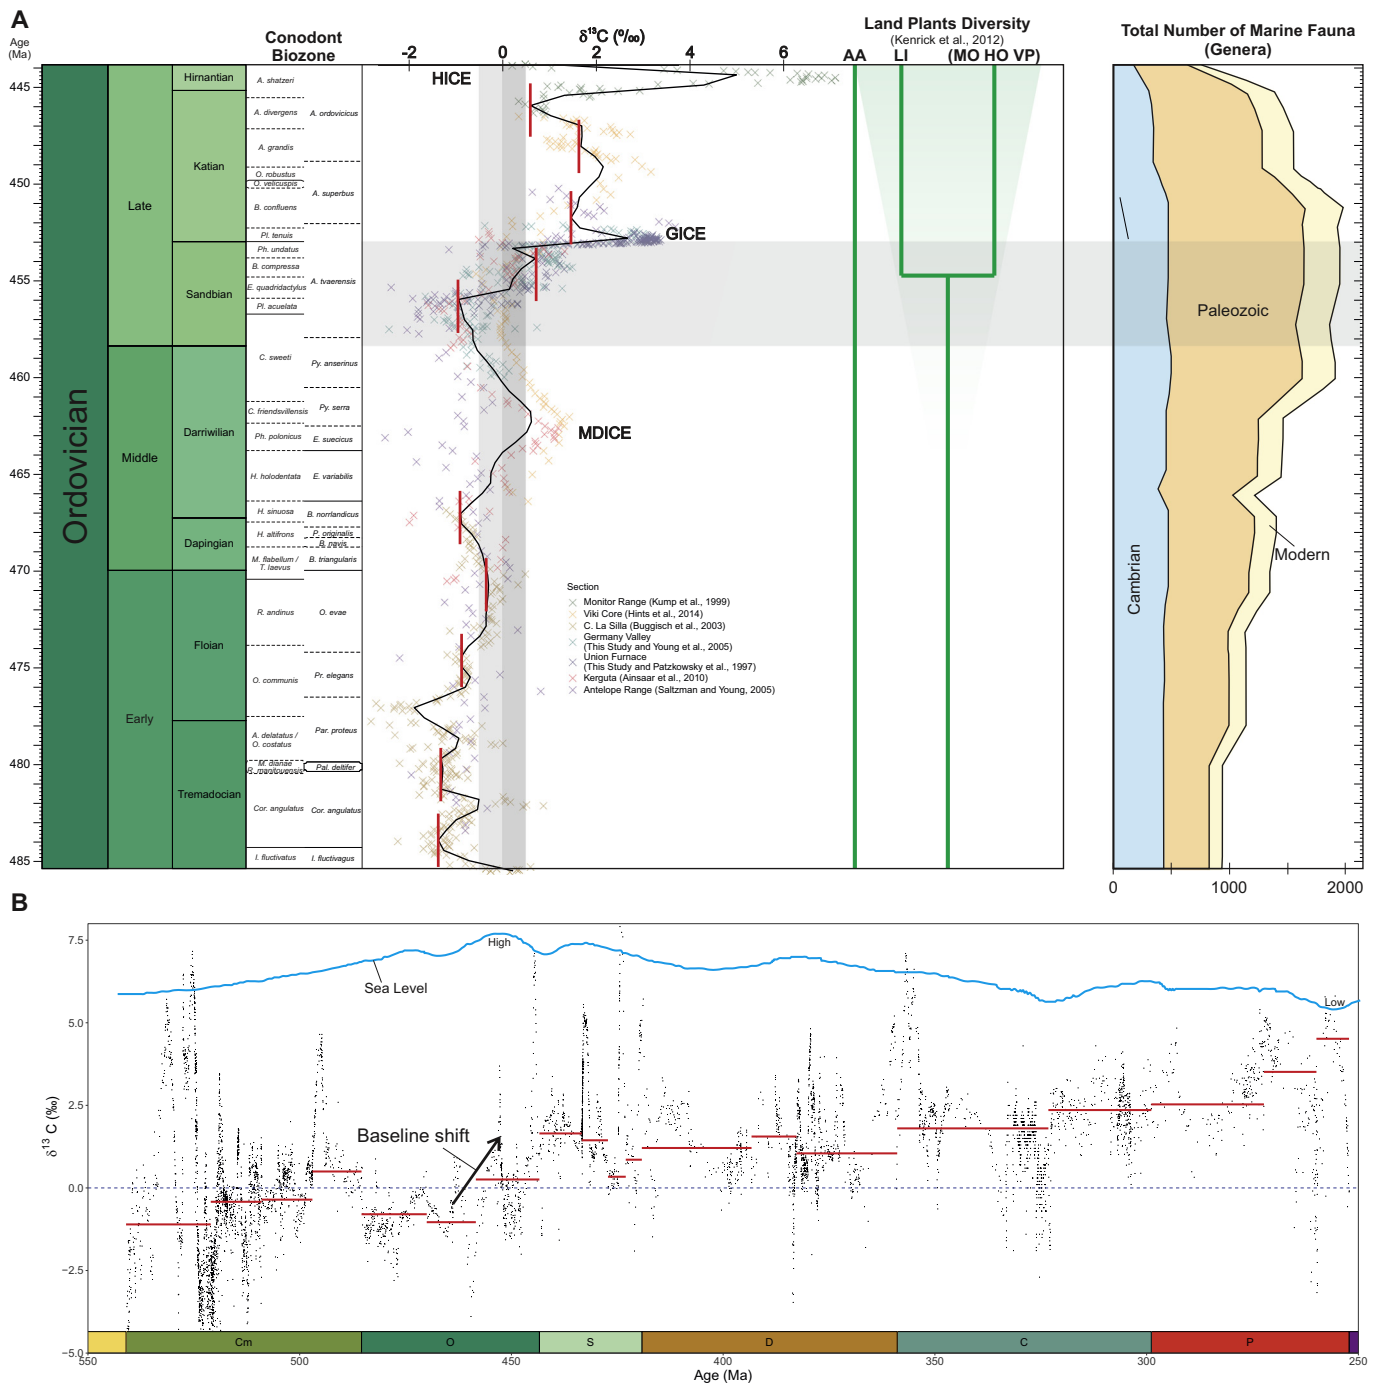 A
Age
(Ma)
Conodont
Biozone
δ¹³C (⁰/₀₀)
-2
0
2
4
6
Land Plants Diversity
(Kenrick et al., 2012)
AA
LI
(MO HO VP)
Total Number of Marine Fauna
(Genera)
445
450
455
460
465
470
475
480
485
Ordovician
Late
Middle
Early
Hirnantian
Katian
Sandbian
Darriwilian
Dapingian
Floian
Tremadocian
A. shatzeri
A. divergens
A. grandis
O. robustus
O. velicuspis
B. confluens
Pl. tenuis
Ph. undatus
B. compressa
E. quadridactylus
Pl. acuelata
C. sweeti
C. friendsvillensis
Ph. polonicus
H. holodentata
H. sinuosa
H. altifrons
M. flabellum /
T. laevus
R. andinus
O. communis
A. delatatus /
O. costatus
M. dianae
R. manitouensis
Cor. angulatus
I. fluctivatus
A. ordovicicus
A. superbus
A. tvaerensis
Py. anserinus
Py. serra
E. suecicus
E. variabilis
B. norrlandicus
P. originalis
B. navis
B. triangularis
O. evae
Pr. elegans
Par. proteus
Pal. deltifer
Cor. angulatus
I. fluctivagus
HICE
GICE
MDICE
Section
Monitor Range (Kump et al., 1999)
Viki Core (Hints et al., 2014)
C. La Silla (Buggisch et al., 2003)
Germany Valley
(This Study and Young et al., 2005)
Union Furnace
(This Study and Patzkowsky et al., 1997)
Kerguta (Ainsaar et al., 2010)
Antelope Range (Saltzman and Young, 2005)
Cambrian
Paleozoic
Modern
0
1000
2000
B
δ¹³ C (‰)
7.5
5.0
2.5
0.0
−2.5
−5.0
High
Sea Level
Low
Baseline shift
Cm
O
S
D
C
P
550
500
450
400
350
300
250
Age (Ma)